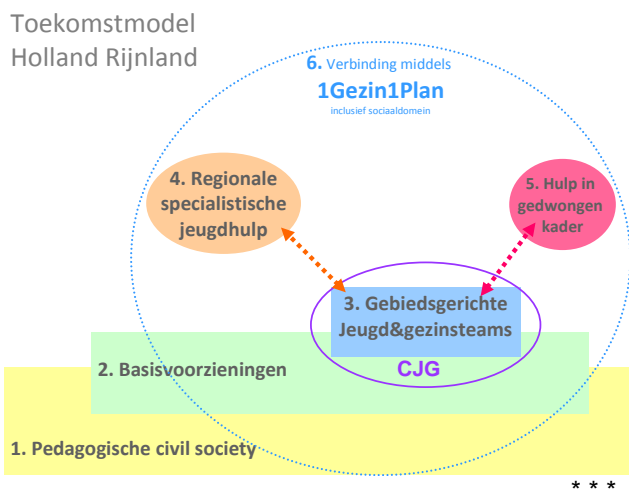 Toekomstmodel
Holland Rijnland
6. Verbinding middels
1Gezin1Plan
inclusief sociaaldomein
4. Regionale
specialistische
jeugdhulp
5. Hulp in
gedwongen
kader
3. Gebiedsgerichte
Jeugd&gezinsteams
2. Basisvoorzieningen
CJG
1. Pedagogische civil society
* * *